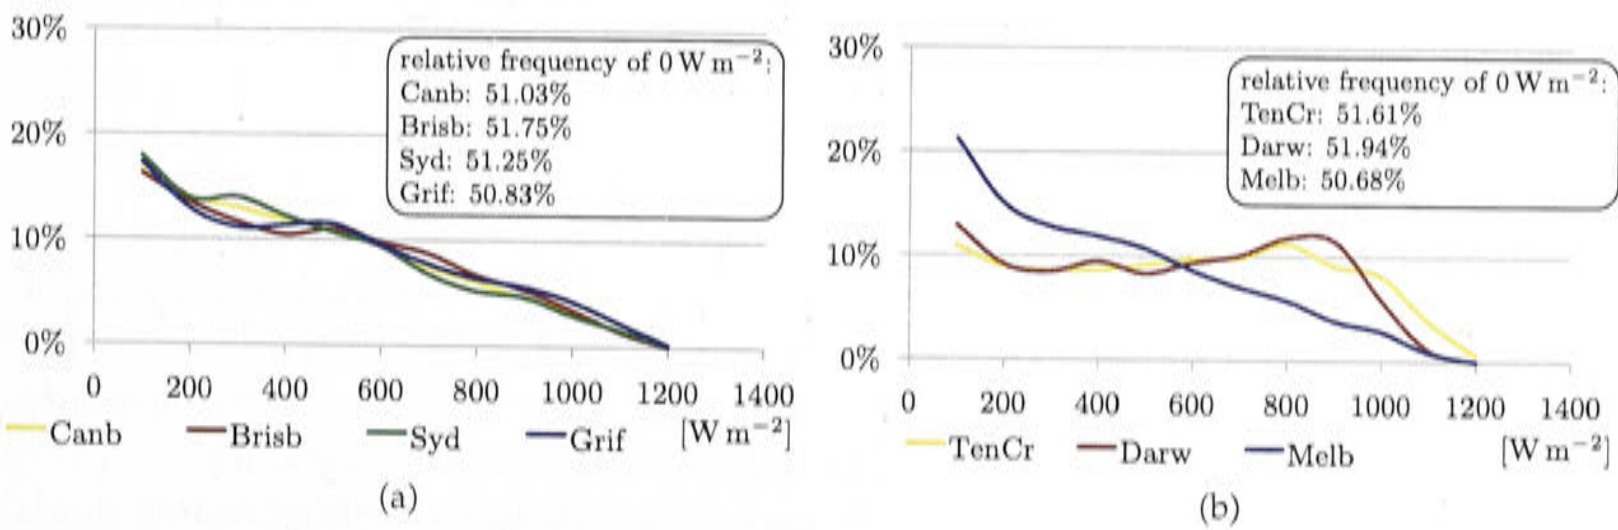 30%
20%
10%
0%
relative frequency of 0 W m⁻²:
Canb: 51.03%
Brisb: 51.75%
Syd: 51.25%
Grif: 50.83%
0 200 400 600 800 1000 1200 1400
Canb Brisb Syd Grif [W m⁻²]
(a)
30%
20%
10%
0%
relative frequency of 0 W m⁻²:
TenCr: 51.61%
Darw: 51.94%
Melb: 50.68%
0 200 400 600 800 1000 1200 1400
TenCr Darw Melb [W m⁻²]
(b)